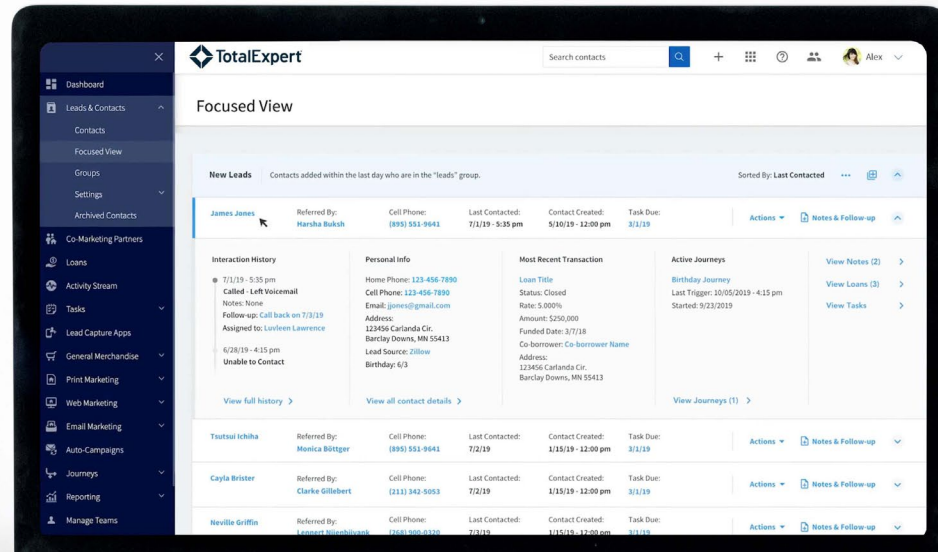 TotalExpert
Search contacts
Alex
Dashboard
Leads & Contacts
Contacts
Focused View
Groups
Settings
Archived Contacts
Co-Marketing Partners
Loans
Activity Stream
Tasks
Lead Capture Apps
General Merchandise
Print Marketing
Web Marketing
Email Marketing
Auto-Campaigns
Journeys
Reporting
Manage Teams
Focused View
New Leads Contacts added within the last day who are in the "leads" group. Sorted By: Last Contacted
James Jones
Referred By:
Harsha Buksh
Cell Phone:
(895) 551-9641
Last Contacted:
7/1/19 - 5:35 pm
Contact Created:
5/10/19 - 12:00 pm
Task Due:
3/1/19
Actions
Notes & Follow-up
Interaction History
7/1/19 - 5:35 pm
Called - Left Voicemail
Notes: None
Follow-up: Call back on 7/3/19
Assigned to: Luvleen Lawrence
6/28/19 - 4:15 pm
Unable to Contact
View full history >
Personal Info
Home Phone: 123-456-7890
Cell Phone: 123-456-7890
Email: jjones@gmail.com
Address:
123456 Carlanda Cir.
Barclay Downs, MN 55413
Lead Source: Zillow
Birthday: 6/3
View all contact details >
Most Recent Transaction
Loan Title
Status: Closed
Rate: 5.000%
Amount: $250,000
Funded Date: 3/7/18
Co-borrower: Co-borrower Name
Address:
123456 Carlanda Cir.
Barclay Downs, MN 55413
Active Journeys
Birthday Journey
Last Trigger: 10/05/2019 - 4:15 pm
Started: 9/23/2019
View Journeys (1) >
View Notes (2) >
View Loans (3) >
View Tasks >
Tsutsui Ichiha
Referred By:
Monica Böttger
Cell Phone:
(895) 551-9641
Last Contacted:
7/2/19
Contact Created:
1/15/19 - 12:00 pm
Task Due:
3/1/19
Actions
Notes & Follow-up
Cayla Brister
Referred By:
Clarke Gillebert
Cell Phone:
(211) 342-5053
Last Contacted:
7/2/19
Contact Created:
1/15/19 - 12:00 pm
Task Due:
3/1/19
Actions
Notes & Follow-up
Neville Griffin
Referred By:
Lennert Nijenbijvank
Cell Phone:
(268) 900-0320
Last Contacted:
7/3/19
Contact Created:
1/15/19 - 12:00 pm
Task Due:
3/1/19
Actions
Notes & Follow-up